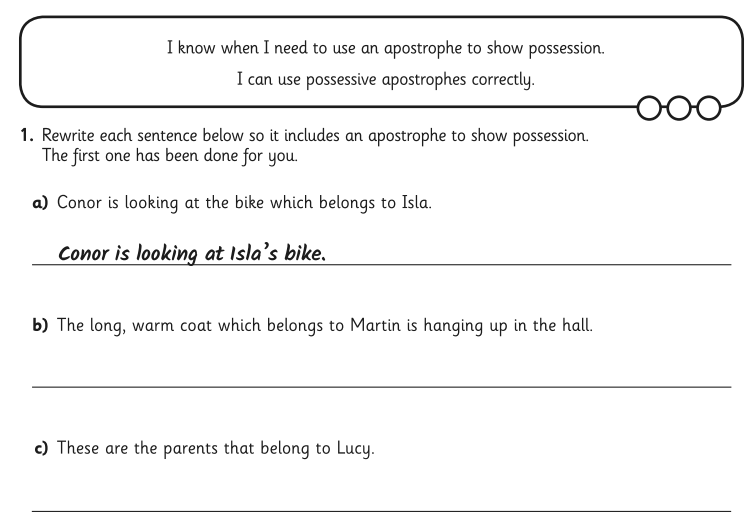 I know when I need to use an apostrophe to show possession.
I can use possessive apostrophes correctly.
1. Rewrite each sentence below so it includes an apostrophe to show possession.
The first one has been done for you.
a) Conor is looking at the bike which belongs to Isla.
Conor is looking at Isla's bike.
b) The long, warm coat which belongs to Martin is hanging up in the hall.
c) These are the parents that belong to Lucy.